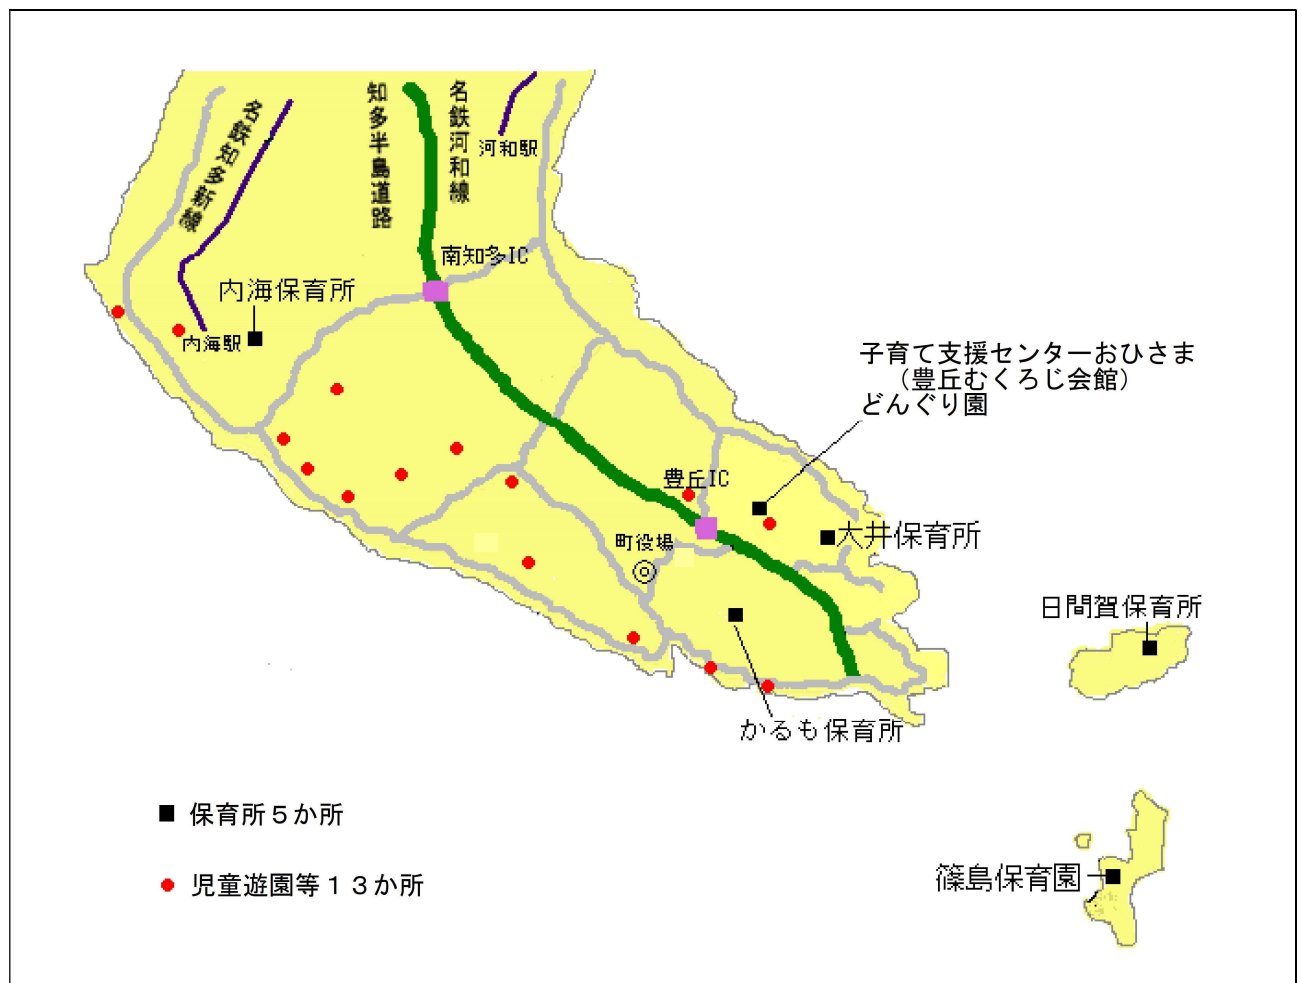 名鉄知多新線
知多半島道路
名鉄河和線
河和駅
南知多IC
内海保育所
内海駅
子育て支援センターおひさま
（豊丘むくろじ会館）
どんぐり園
豊丘IC
大井保育所
町役場
日間賀保育所
かるも保育所
■ 保育所５か所
● 児童遊園等１３か所
篠島保育園